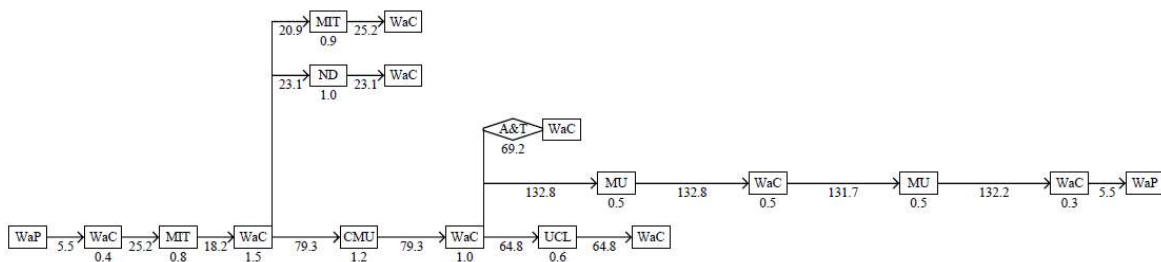 MIT WaC
20.9 25.2
0.9
ND WaC
23.1 23.1
1.0
A&T WaC
69.2
MU WaC MU WaC WaP
132.8 132.8 131.7 132.2 5.5
0.5 0.5 0.5 0.3
WaP WaC MIT WaC CMU WaC UCL WaC
5.5 25.2 18.2 79.3 79.3 64.8 64.8
0.4 0.8 1.5 1.2 1.0 0.6